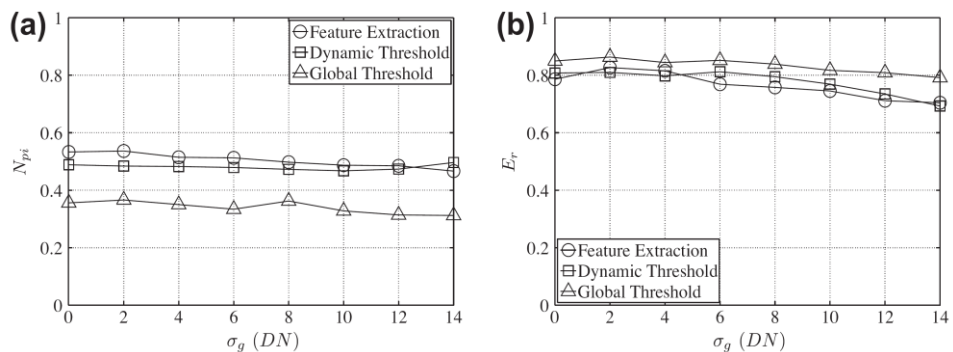 (a)
1
0.8
0.6
0.4
0.2
0
N_pi
0 2 4 6 8 10 12 14
σ_g (DN)
Feature Extraction
Dynamic Threshold
Global Threshold
(b)
1
0.8
0.6
0.4
0.2
0
E_r
0 2 4 6 8 10 12 14
σ_g (DN)
Feature Extraction
Dynamic Threshold
Global Threshold